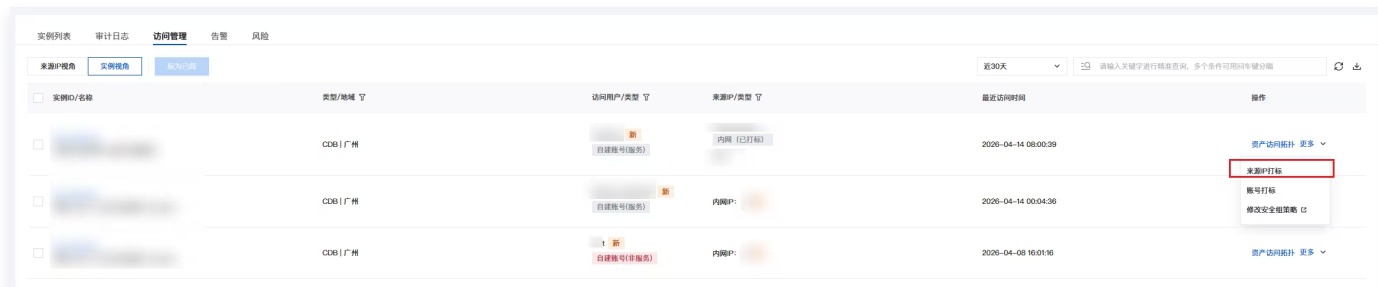 实例列表 审计日志 访问管理 告警 风险
来源IP视角 实例视角 标为已阅 近30天 请输入关键字进行精准查询，多个条件可用回车键分隔
实例ID/名称 类型/地域 访问用户/类型 来源IP/类型 最近访问时间 操作
CDB | 广州 新 自建账号(服务) 内网（已打标） 2026-04-14 08:00:39 资产访问拓扑 更多
来源IP打标
账号打标
修改安全组策略
CDB | 广州 新 自建账号(服务) 内网IP： 2026-04-14 00:04:36
CDB | 广州 t 新 自建账号(非服务) 内网IP： 2026-04-08 16:01:16 资产访问拓扑 更多